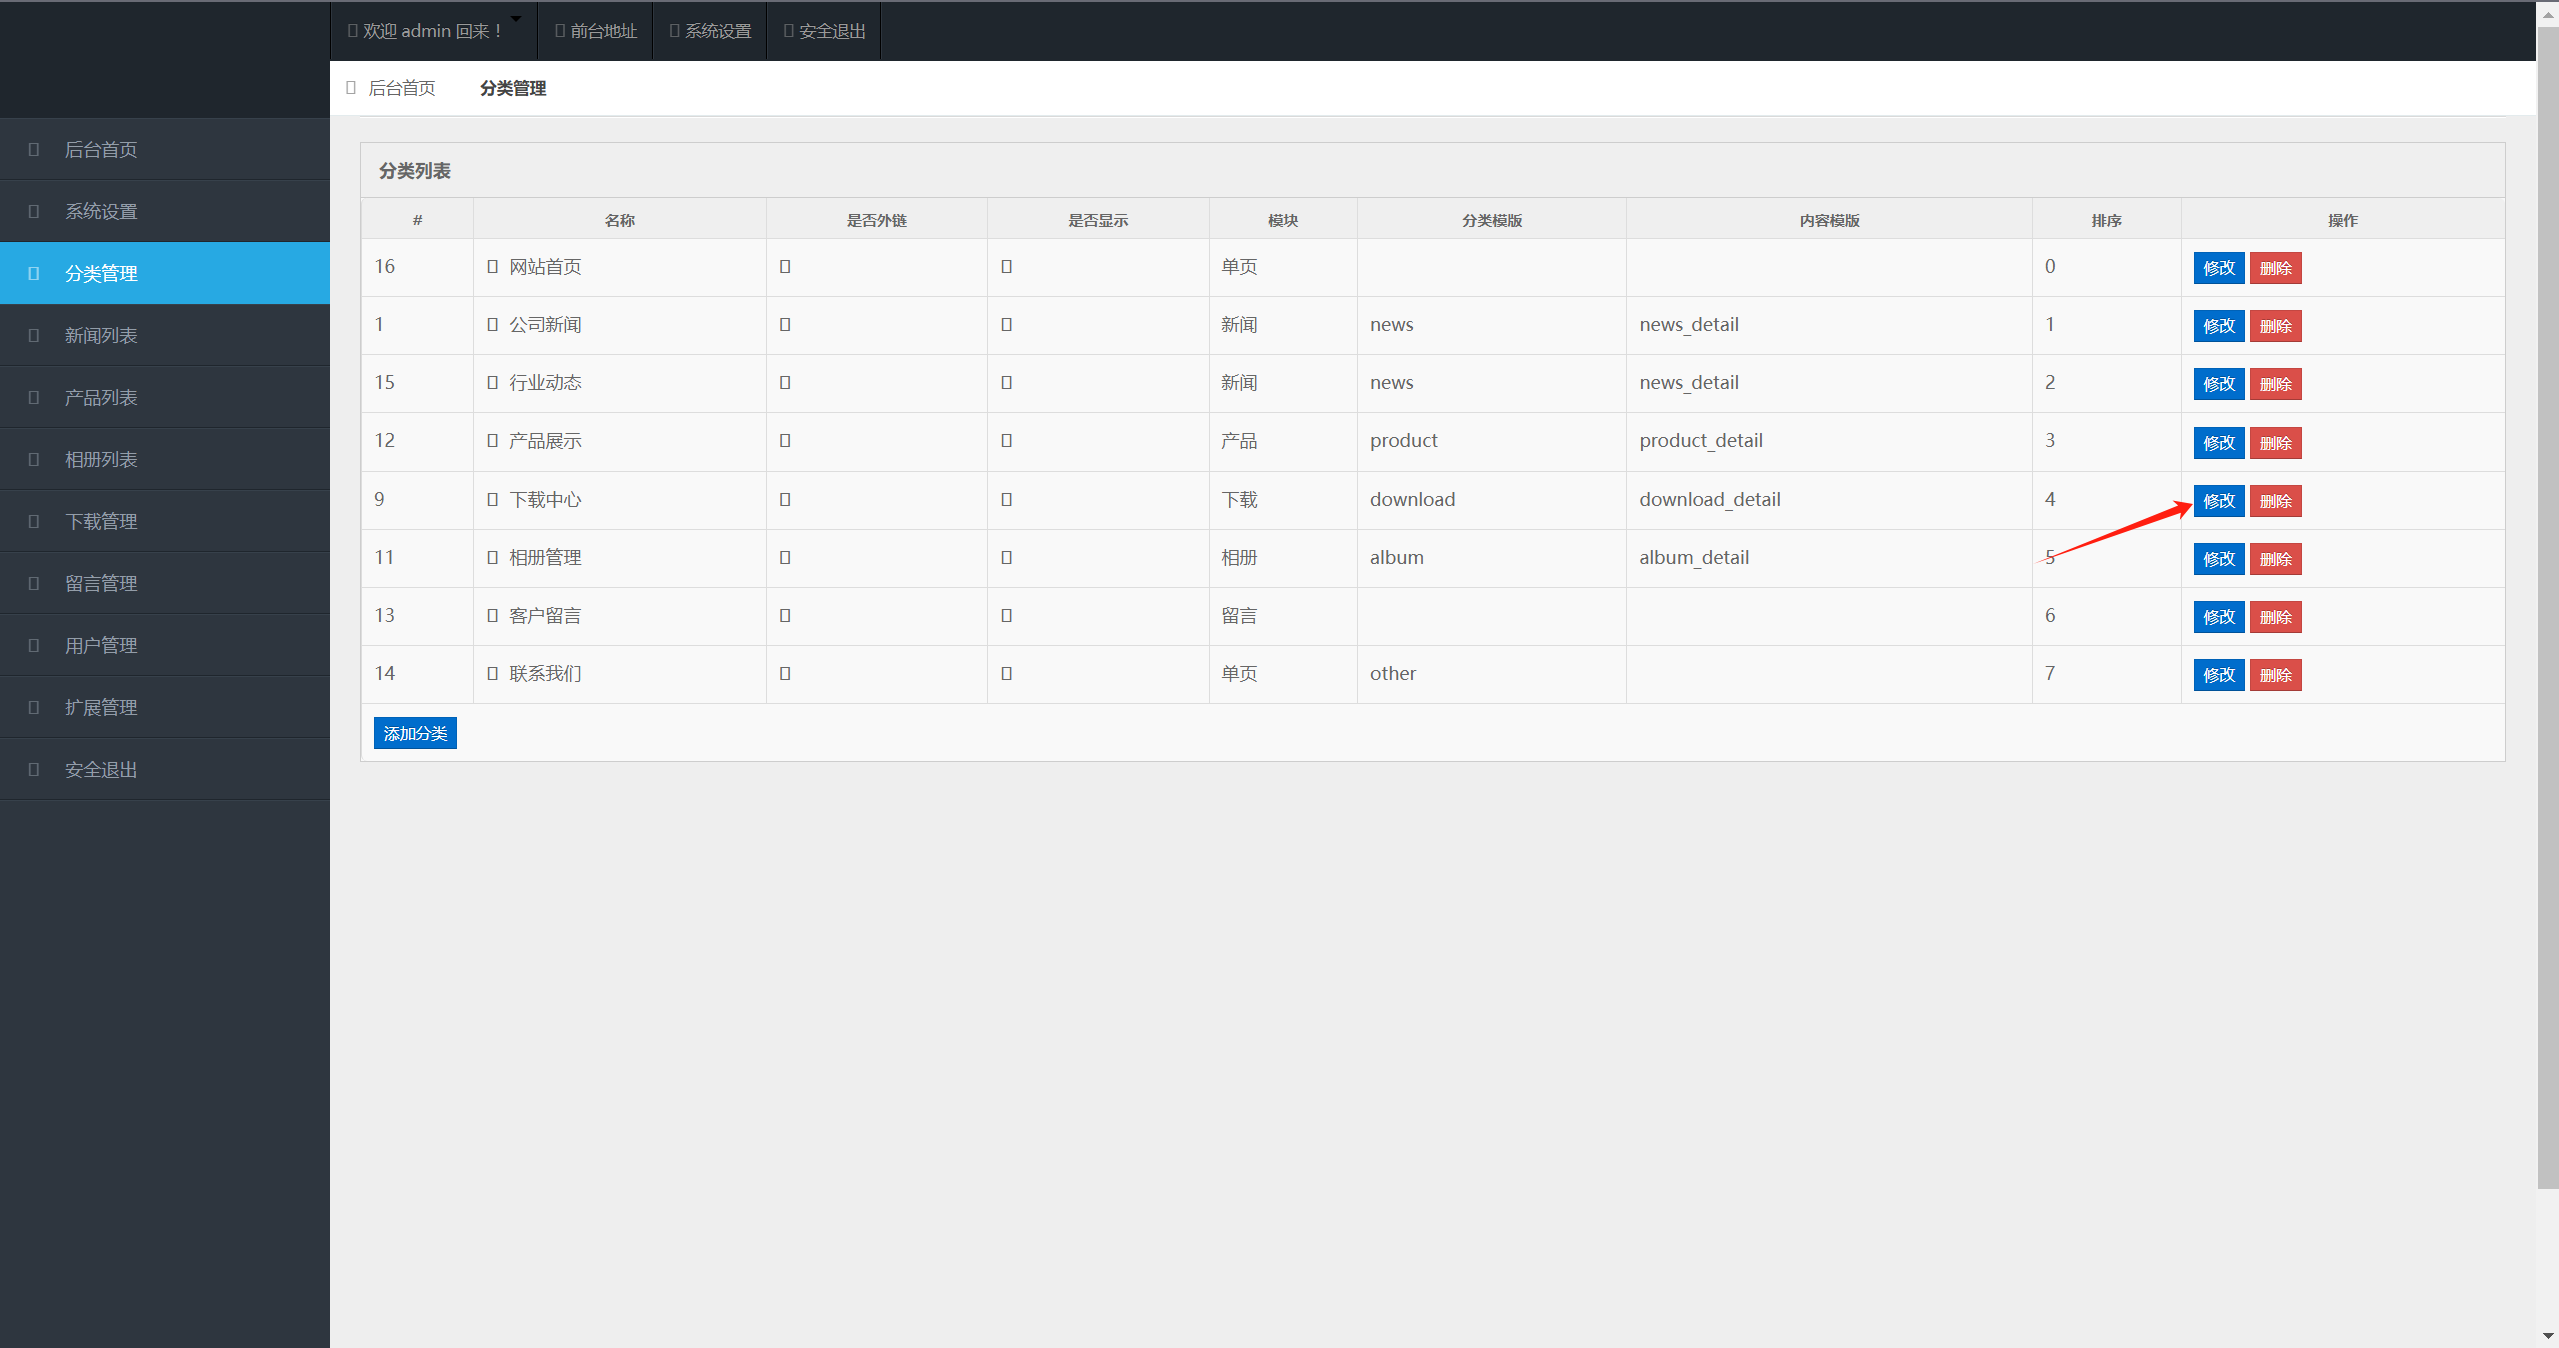 欢迎 admin 回来！ 前台地址 系统设置 安全退出
后台首页 分类管理
后台首页
系统设置
分类管理
新闻列表
产品列表
相册列表
下载管理
留言管理
用户管理
扩展管理
安全退出
分类列表
# 名称 是否外链 是否显示 模块 分类模版 内容模版 排序 操作
16 网站首页 单页 0 修改 删除
1 公司新闻 新闻 news news_detail 1 修改 删除
15 行业动态 新闻 news news_detail 2 修改 删除
12 产品展示 产品 product product_detail 3 修改 删除
9 下载中心 下载 download download_detail 4 修改 删除
11 相册管理 相册 album album_detail 5 修改 删除
13 客户留言 留言 6 修改 删除
14 联系我们 单页 other 7 修改 删除
添加分类